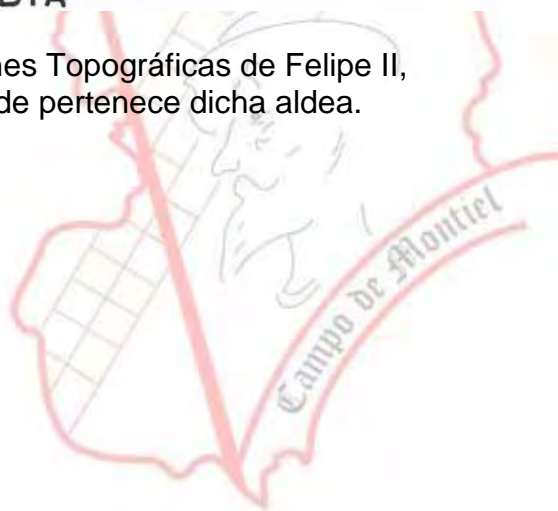 nes Topográficas de Felipe II,
de pertenece dicha aldea.
Campo de Montiel